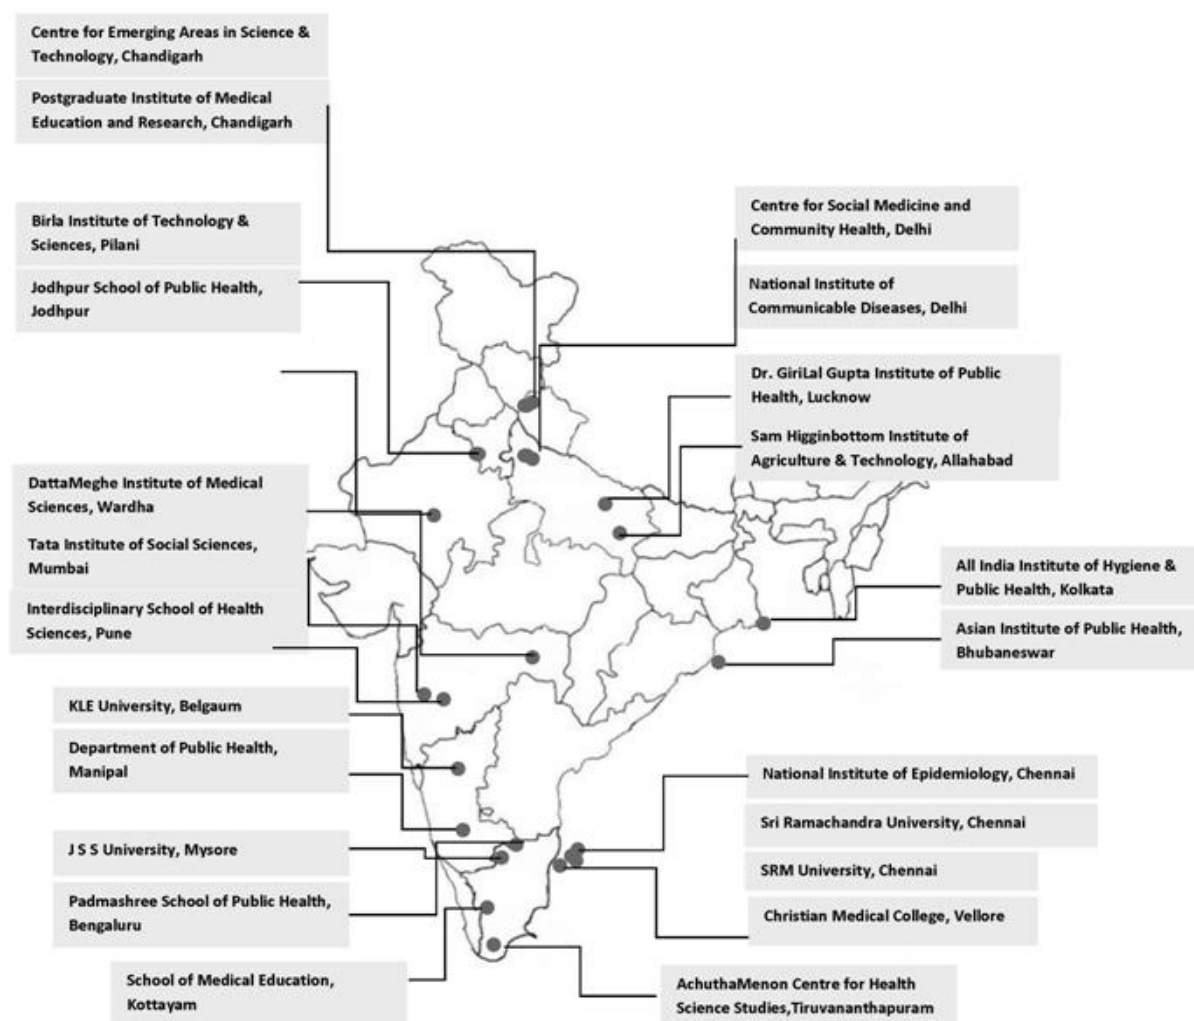 Centre for Emerging Areas in Science &
Technology, Chandigarh
Postgraduate Institute of Medical
Education and Research, Chandigarh
Birla Institute of Technology &
Sciences, Pilani
Jodhpur School of Public Health,
Jodhpur
DattaMeghe Institute of Medical
Sciences, Wardha
Tata Institute of Social Sciences,
Mumbai
Interdisciplinary School of Health
Sciences, Pune
KLE University, Belgaum
Department of Public Health,
Manipal
J S S University, Mysore
Padmashree School of Public Health,
Bengaluru
School of Medical Education,
Kottayam
Centre for Social Medicine and
Community Health, Delhi
National Institute of
Communicable Diseases, Delhi
Dr. GiriLal Gupta Institute of Public
Health, Lucknow
Sam Higginbottom Institute of
Agriculture & Technology, Allahabad
All India Institute of Hygiene &
Public Health, Kolkata
Asian Institute of Public Health,
Bhubaneswar
National Institute of Epidemiology, Chennai
Sri Ramachandra University, Chennai
SRM University, Chennai
Christian Medical College, Vellore
AchuthaMenon Centre for Health
Science Studies,Tiruvananthapuram